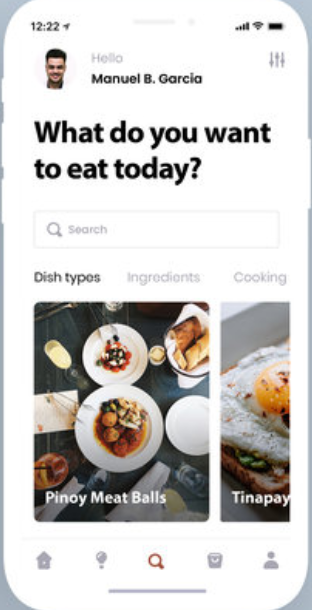 12:22
Hello
Manuel B. Garcia
What do you want
to eat today?
Search
Dish types Ingredients Cooking
Pinoy Meat Balls Tinapay